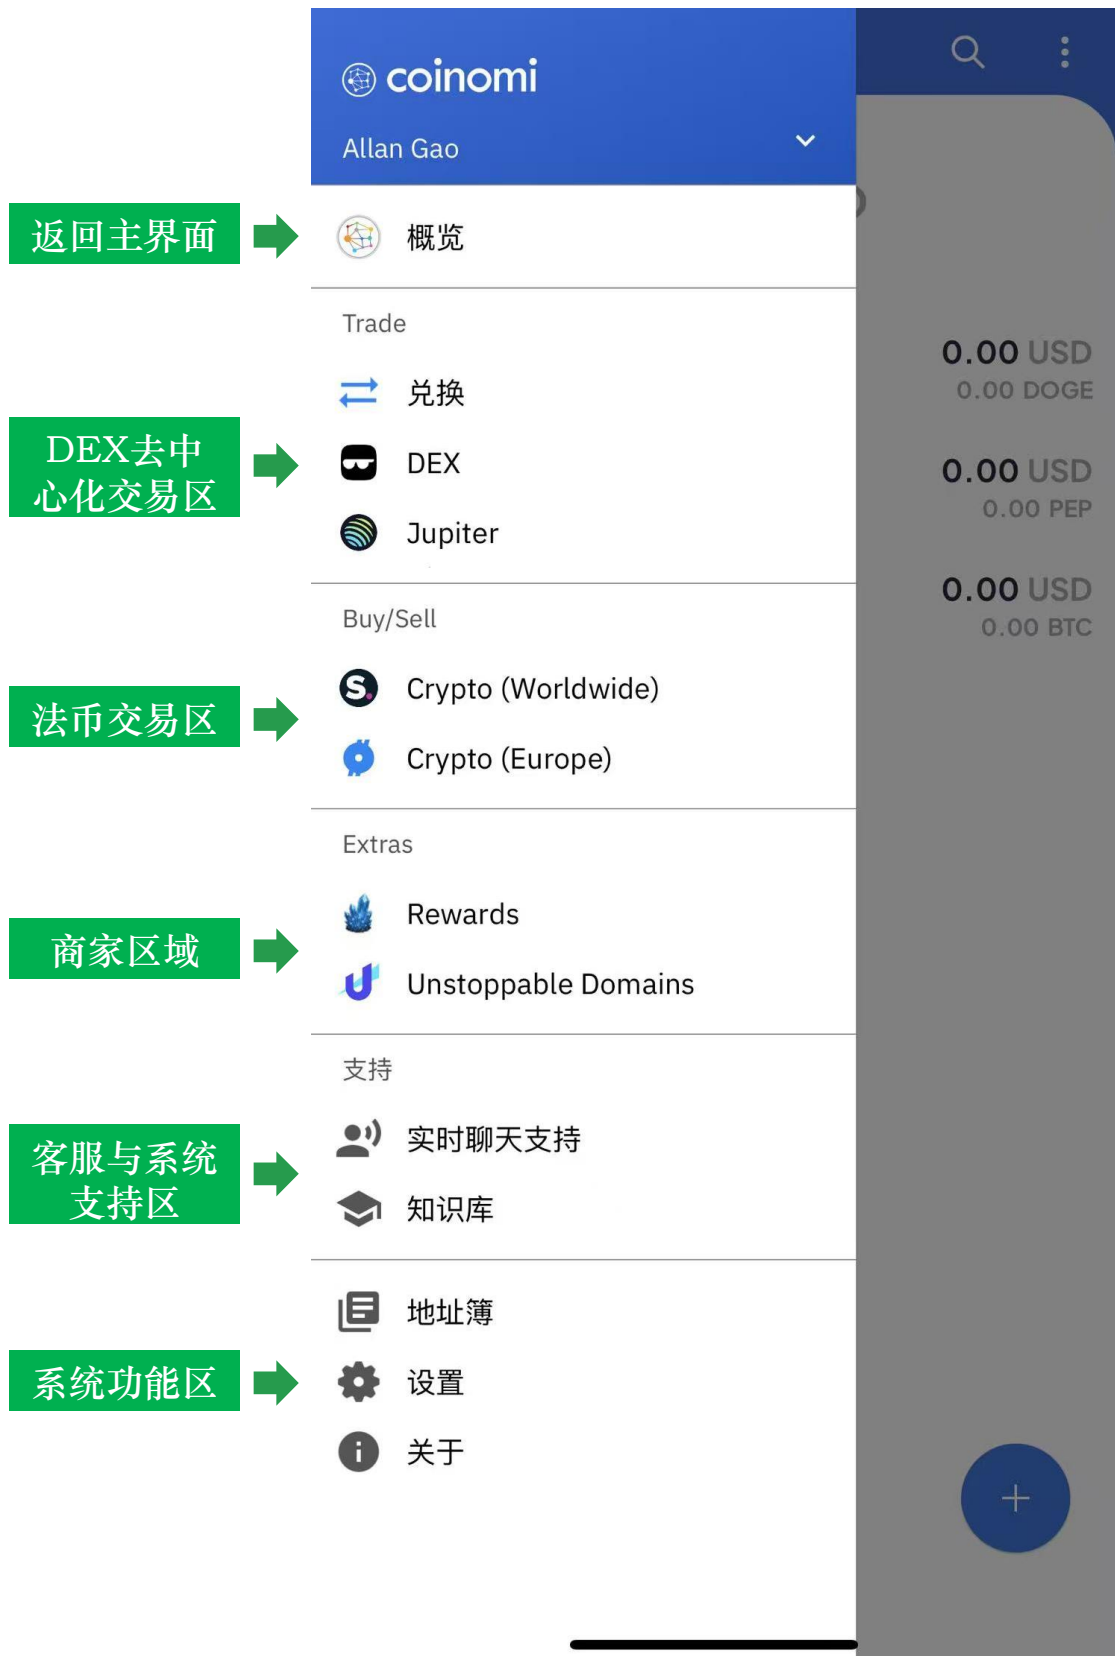 coinomi
Allan Gao
返回主界面
概览
Trade
兑换
DEX去中
心化交易区
DEX
Jupiter
Buy/Sell
法币交易区
Crypto (Worldwide)
Crypto (Europe)
Extras
商家区域
Rewards
Unstoppable Domains
支持
客服与系统
支持区
实时聊天支持
知识库
地址簿
系统功能区
设置
关于
0.00 USD
0.00 DOGE
0.00 USD
0.00 PEP
0.00 USD
0.00 BTC